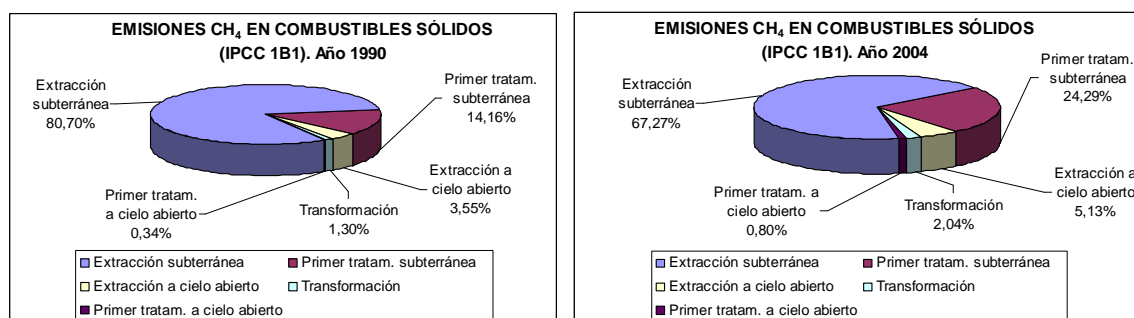 EMISIONES CH4 EN COMBUSTIBLES SÓLIDOS
(IPCC 1B1). Año 1990
Extracción
subterránea
80,70%
Primer tratam.
subterránea
14,16%
Extracción a
cielo abierto
3,55%
Transformación
1,30%
Primer tratam.
a cielo abierto
0,34%
Extracción subterránea
Primer tratam. subterránea
Extracción a cielo abierto
Transformación
Primer tratam. a cielo abierto
EMISIONES CH4 EN COMBUSTIBLES SÓLIDOS
(IPCC 1B1). Año 2004
Extracción
subterránea
67,27%
Primer tratam.
subterránea
24,29%
Extracción a
cielo abierto
5,13%
Transformación
2,04%
Primer tratam. a
cielo abierto
0,80%
Extracción subterránea
Primer tratam. subterránea
Extracción a cielo abierto
Transformación
Primer tratam. a cielo abierto